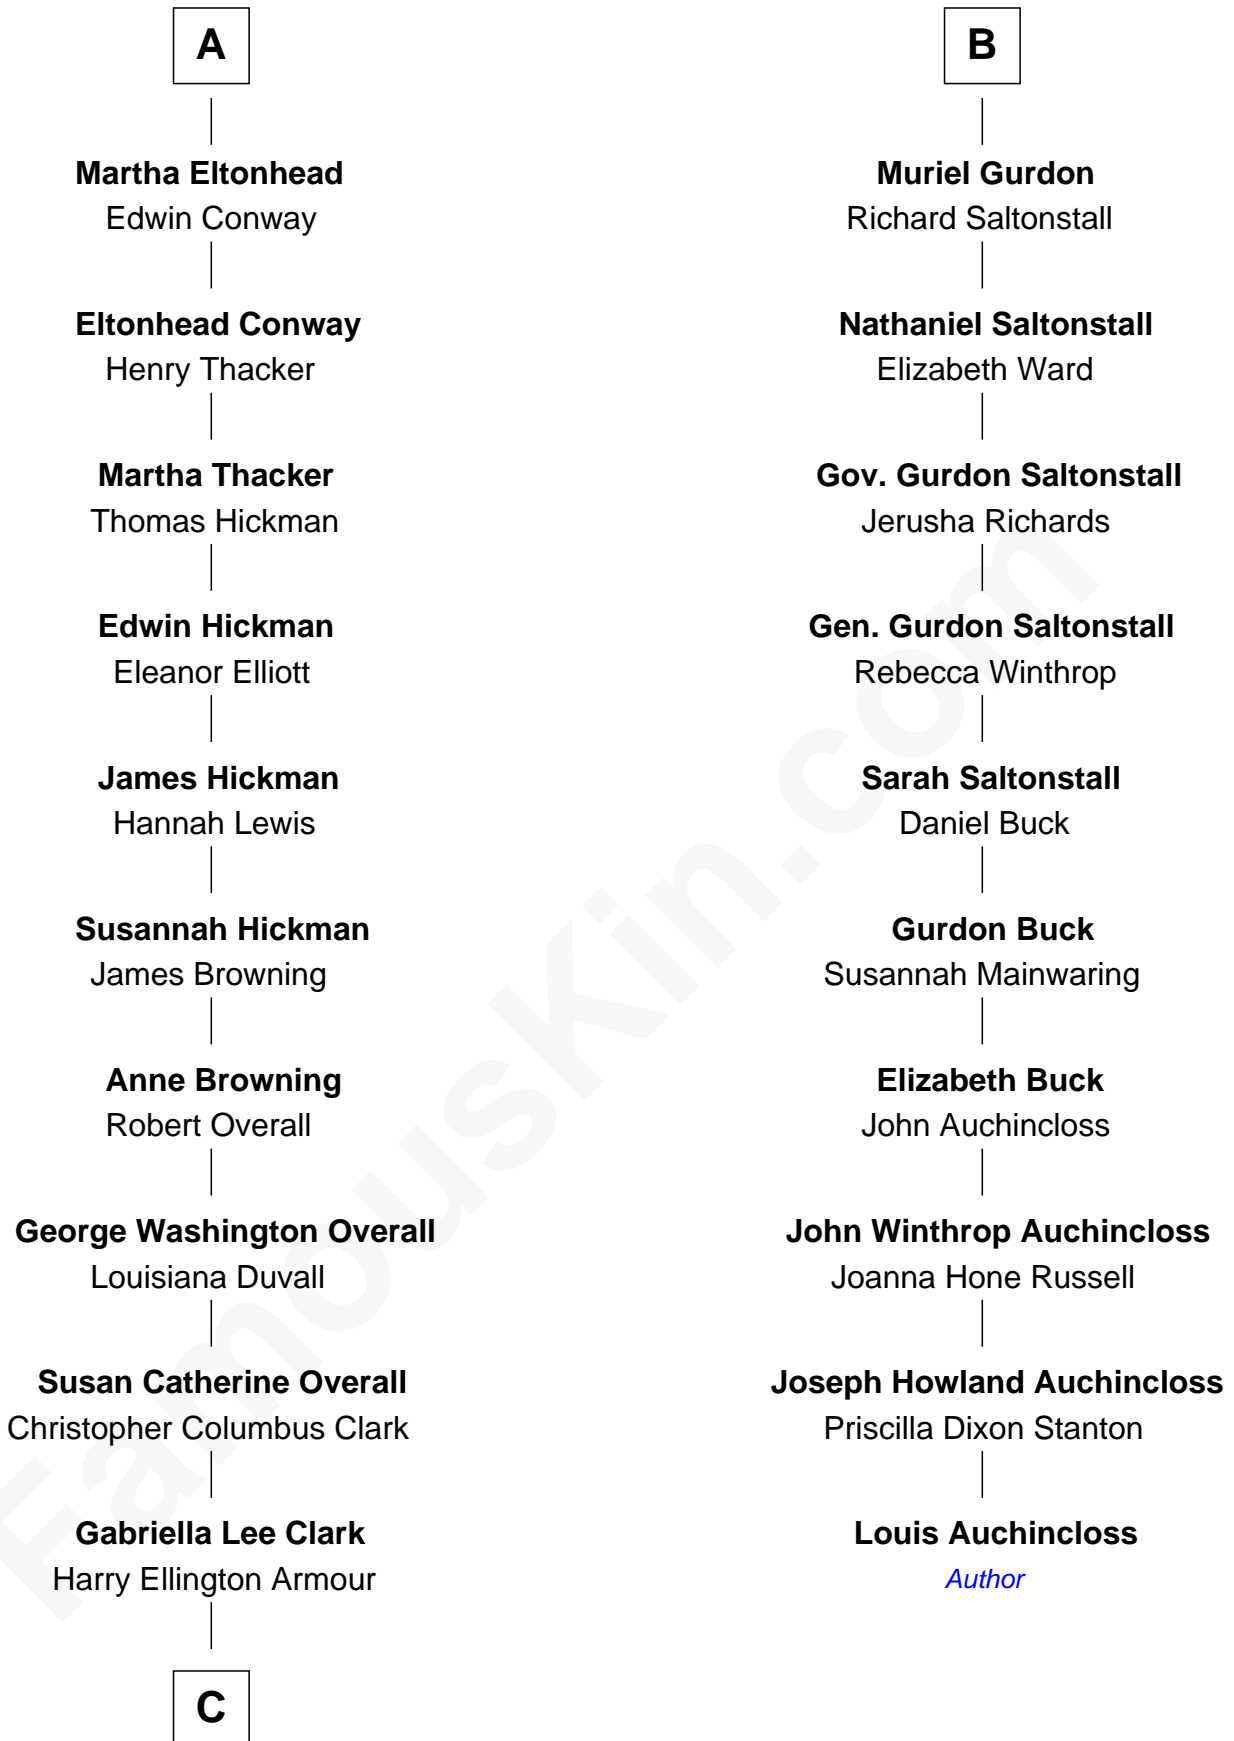 A
Martha Eltonhead
Edwin Conway
Eltonhead Conway
Henry Thacker
Martha Thacker
Thomas Hickman
Edwin Hickman
Eleanor Elliott
James Hickman
Hannah Lewis
Susannah Hickman
James Browning
Anne Browning
Robert Overall
George Washington Overall
Louisiana Duvall
Susan Catherine Overall
Christopher Columbus Clark
Gabriella Lee Clark
Harry Ellington Armour
C
B
Muriel Gurdon
Richard Saltonstall
Nathaniel Saltonstall
Elizabeth Ward
Gov. Gurdon Saltonstall
Jerusha Richards
Gen. Gurdon Saltonstall
Rebecca Winthrop
Sarah Saltonstall
Daniel Buck
Gurdon Buck
Susannah Mainwaring
Elizabeth Buck
John Auchincloss
John Winthrop Auchincloss
Joanna Hone Russell
Joseph Howland Auchincloss
Priscilla Dixon Stanton
Louis Auchincloss
Author
FamousKin.com